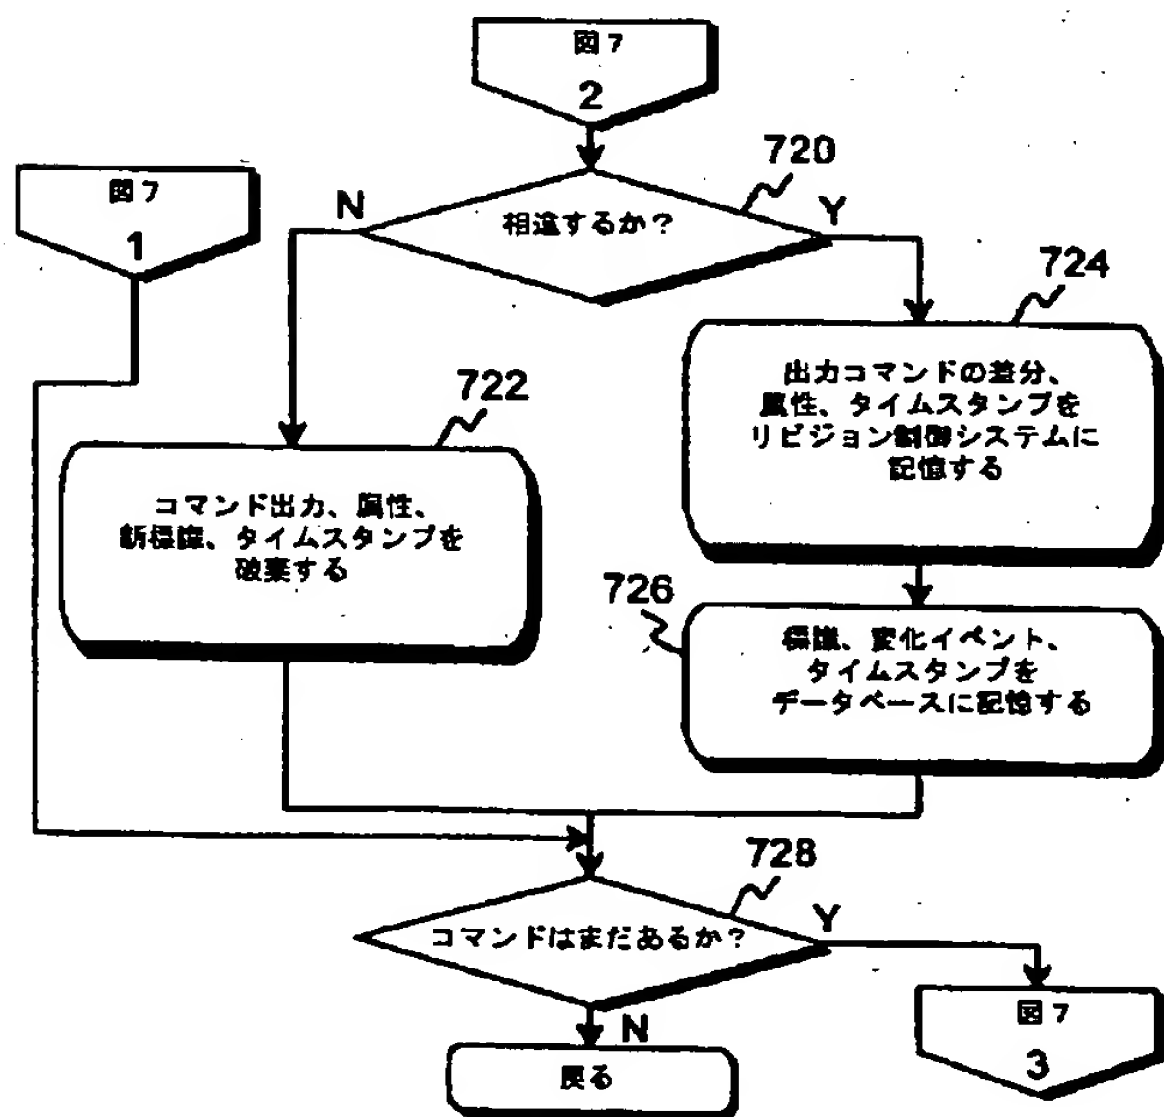 図7
2
720
図7
1
N
相違するか?
Y
724
出力コマンドの差分、
属性、タイムスタンプを
リビジョン制御システムに
記憶する
722
コマンド出力、属性、
新標識、タイムスタンプを
破棄する
726
標識、変化イベント、
タイムスタンプを
データベースに記憶する
728
コマンドはまだあるか?
Y
N
図7
3
戻る